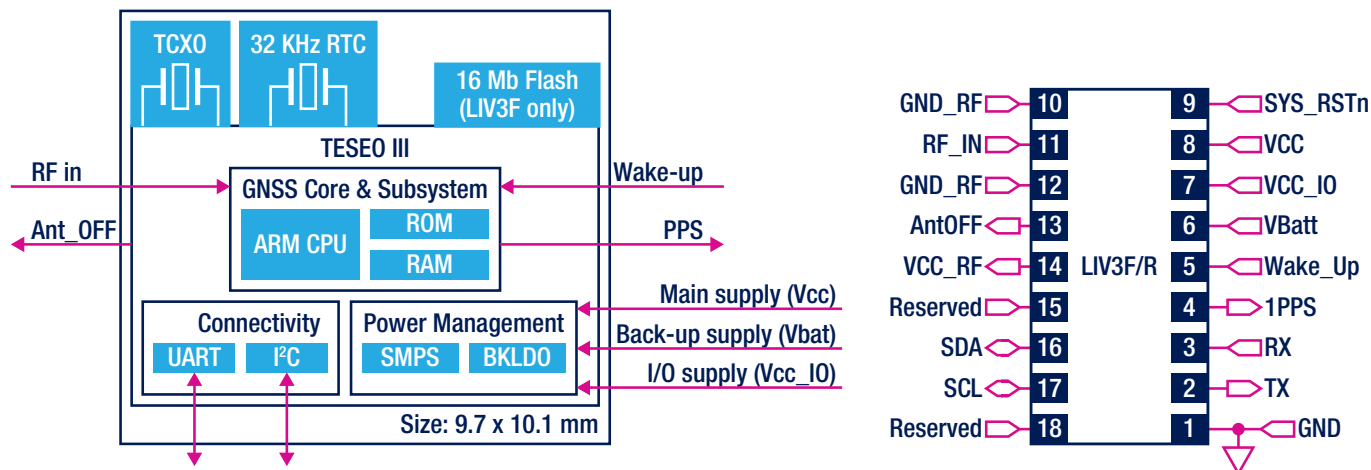 TCXO
32 KHz RTC
16 Mb Flash
(LIV3F only)
TESEO III
RF in
GNSS Core & Subsystem
Wake-up
Ant_OFF
ARM CPU
ROM
RAM
PPS
Main supply (Vcc)
Connectivity
Power Management
Back-up supply (Vbat)
UART
I²C
SMPS
BKLDO
I/O supply (Vcc_IO)
Size: 9.7 x 10.1 mm
GND_RF 10 9 SYS_RSTn
RF_IN 11 8 VCC
GND_RF 12 7 VCC_IO
AntOFF 13 6 VBatt
VCC_RF 14 LIV3F/R 5 Wake_Up
Reserved 15 4 1PPS
SDA 16 3 RX
SCL 17 2 TX
Reserved 18 1 GND